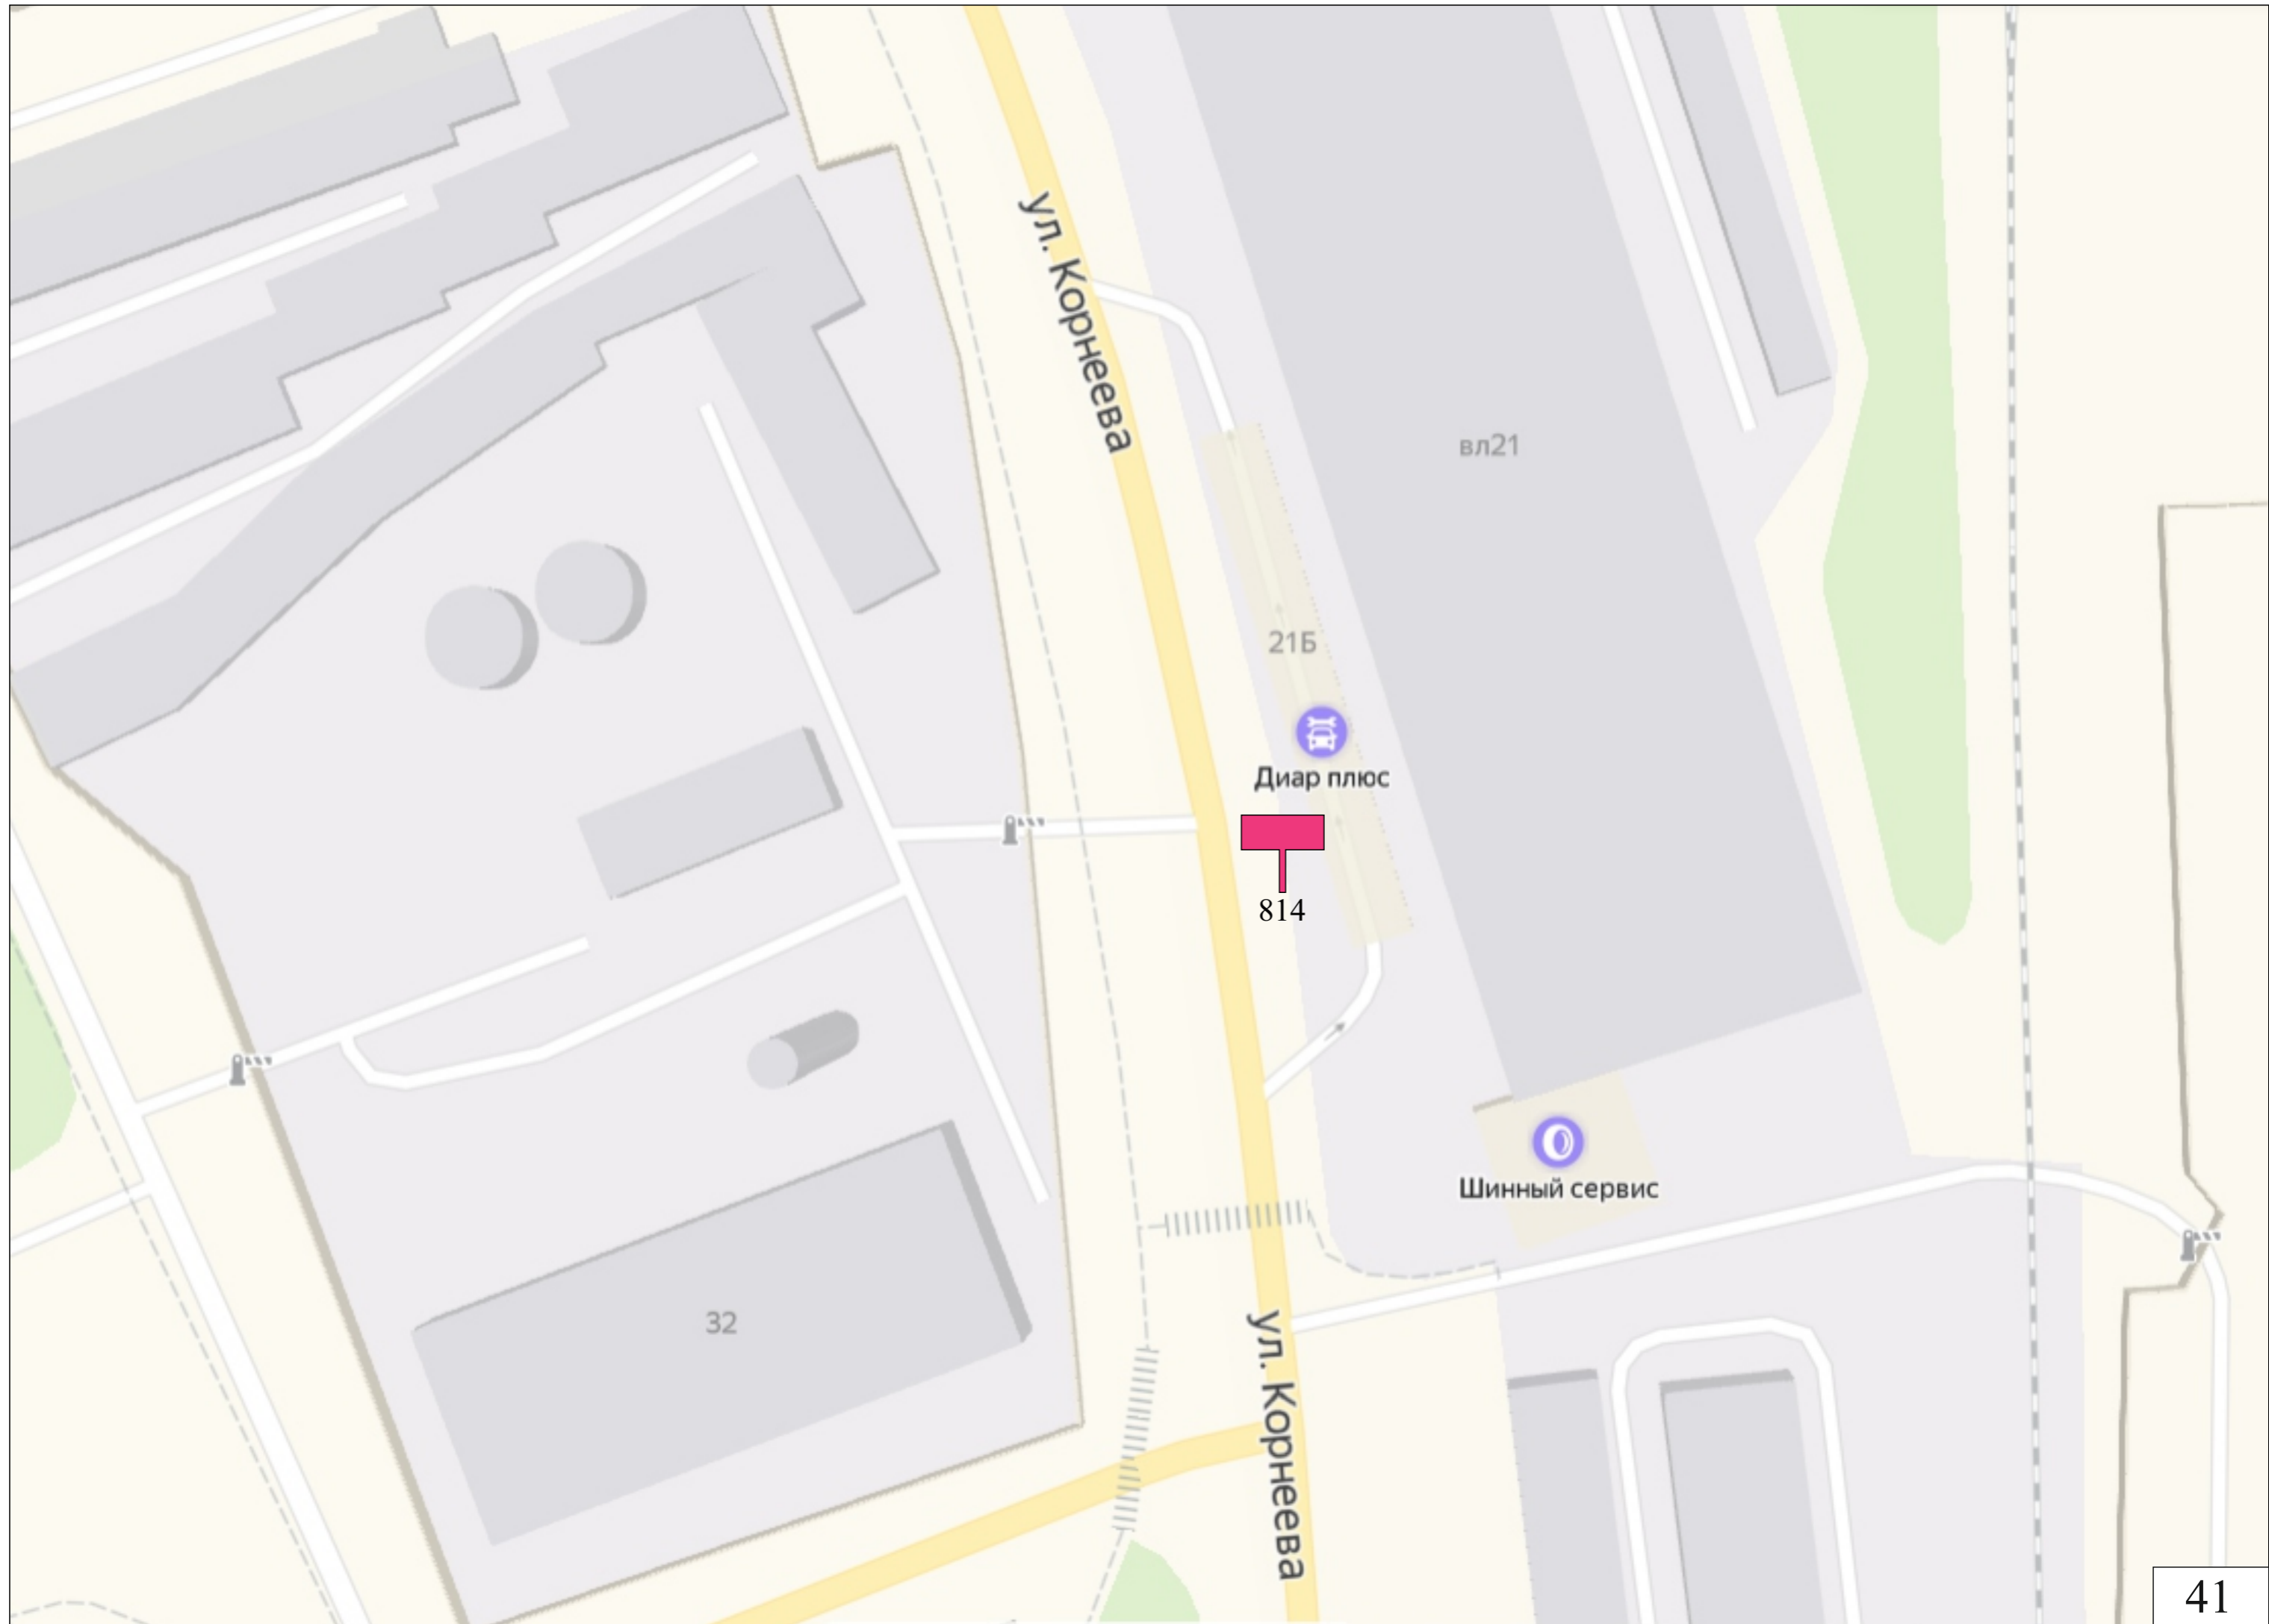 ул. Корнеева
вл21
21Б
Диар плюс
814
Шинный сервис
32
ул. Корнеева
41